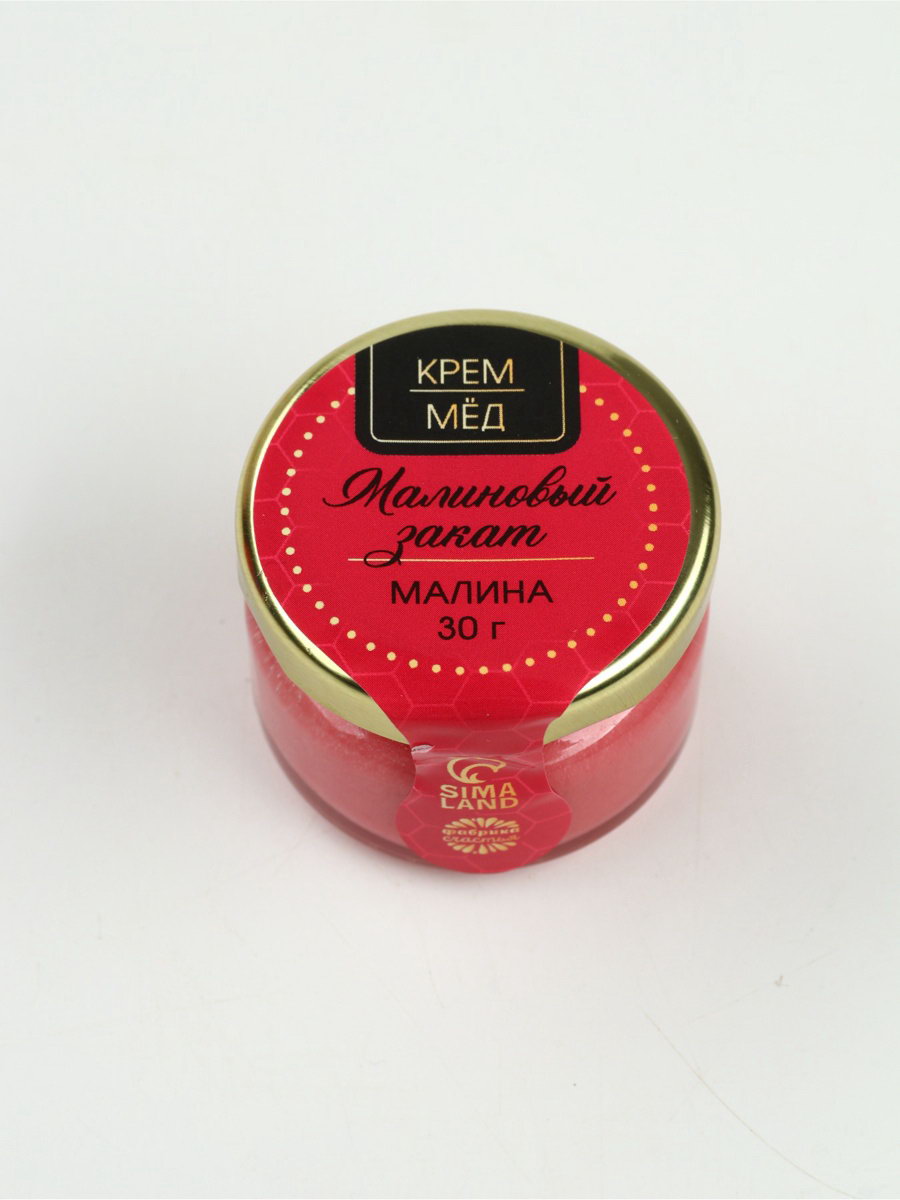 КРЕМ
МЁД
Малиновый
закат
МАЛИНА
30 г
SIMA
LAND
фабрика
счастья